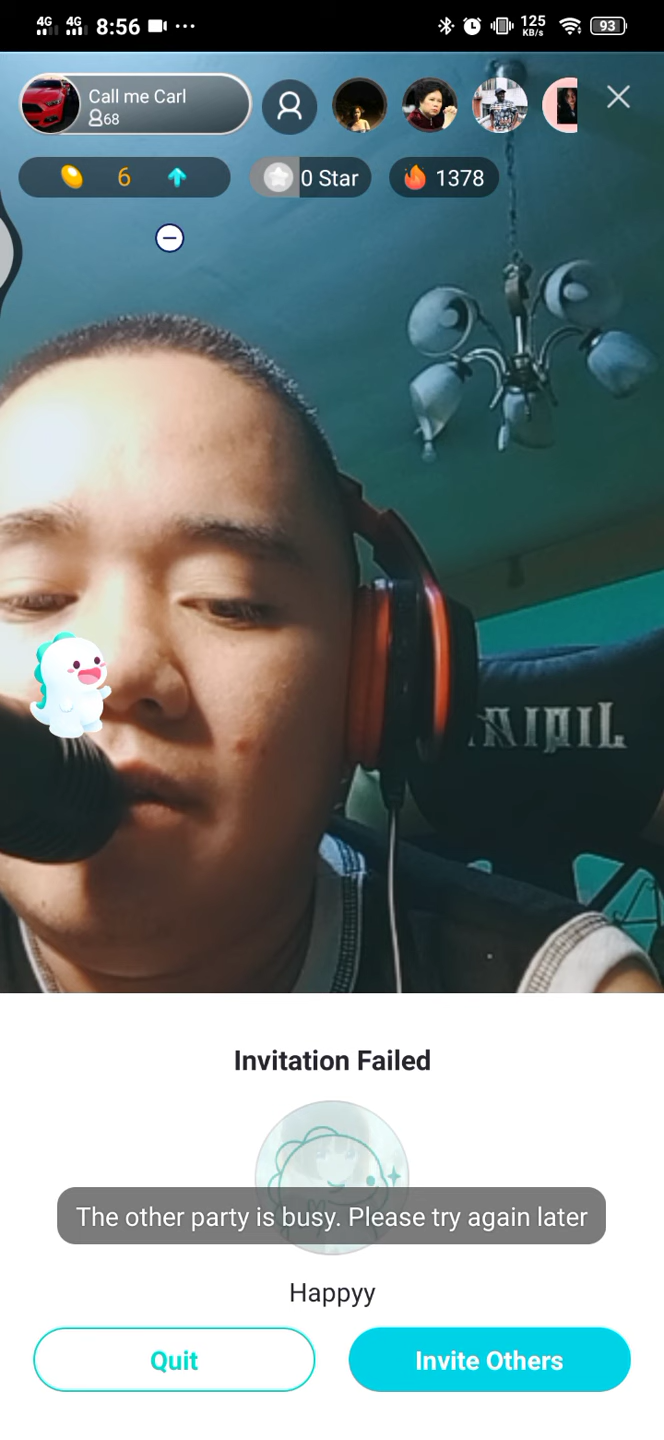 4G 4G 8:56 125 KB/s 93
Call me Carl
68
6 0 Star 1378
Invitation Failed
The other party is busy. Please try again later
Happyy
Quit Invite Others